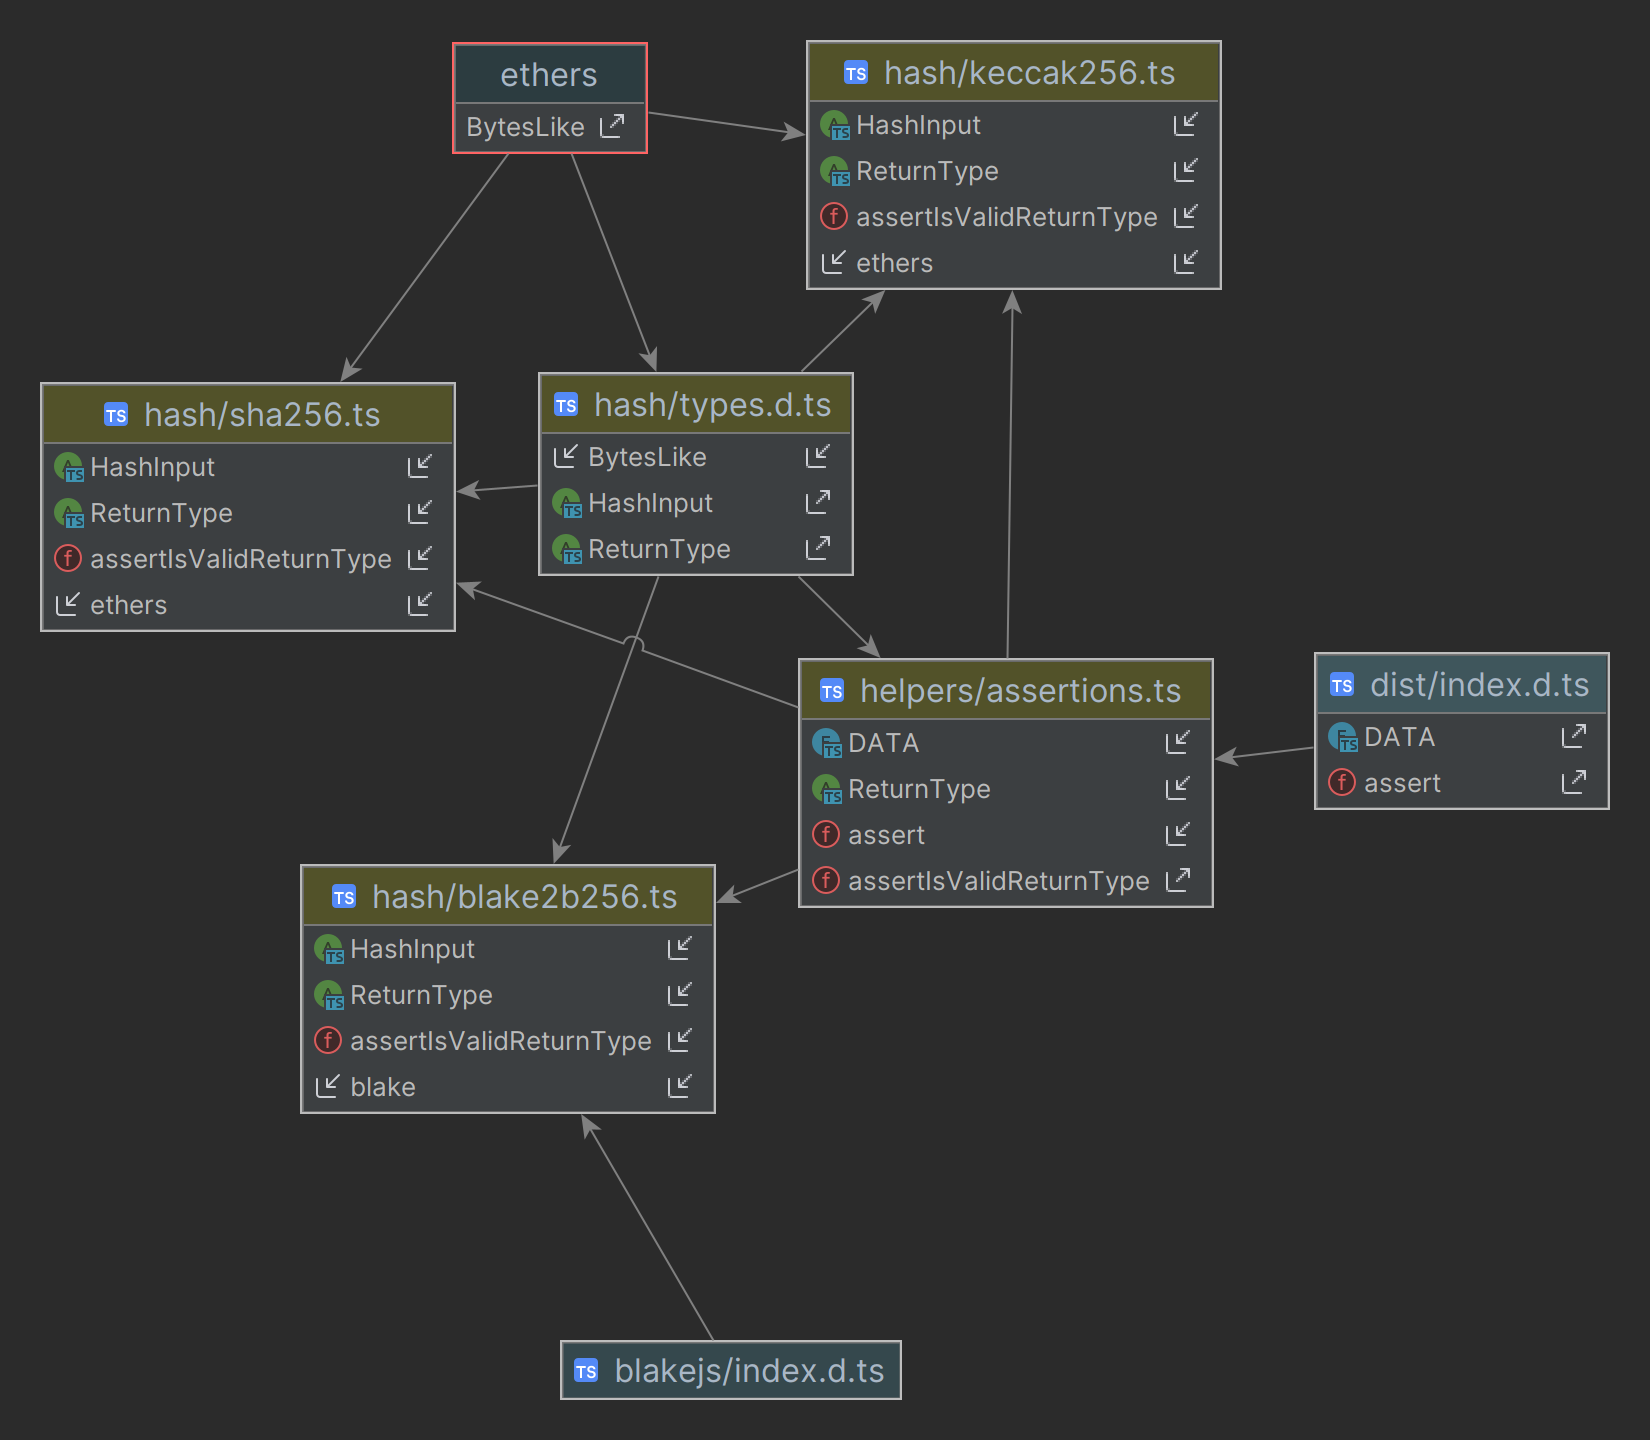 ethers
BytesLike
TS hash/keccak256.ts
HashInput
ReturnType
assertIsValidReturnType
ethers
TS hash/sha256.ts
HashInput
ReturnType
assertIsValidReturnType
ethers
TS hash/types.d.ts
BytesLike
HashInput
ReturnType
TS helpers/assertions.ts
DATA
ReturnType
assert
assertIsValidReturnType
TS dist/index.d.ts
DATA
assert
TS hash/blake2b256.ts
HashInput
ReturnType
assertIsValidReturnType
blake
TS blakejs/index.d.ts